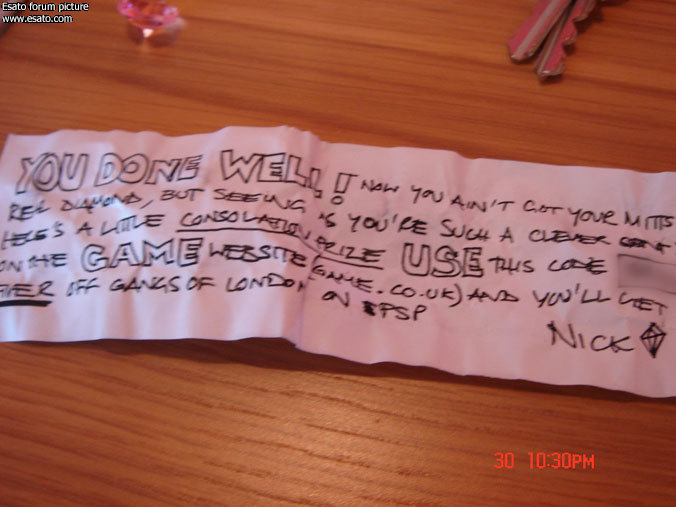 Esato forum picture
www.esato.com
YOU DONE WELL! NOW YOU AIN'T GOT YOUR MITTS
REAL DIAMOND, BUT SEEING AS YOU'RE SUCH A CLEVER
HERE'S A LITTLE CONSOLATION PRIZE USE THIS CODE
ON THE GAME WEBSITE (GAME.CO.UK) AND YOU'LL GET
OFF GANGS OF LONDON ON PSP
NICK
30 10:30PM